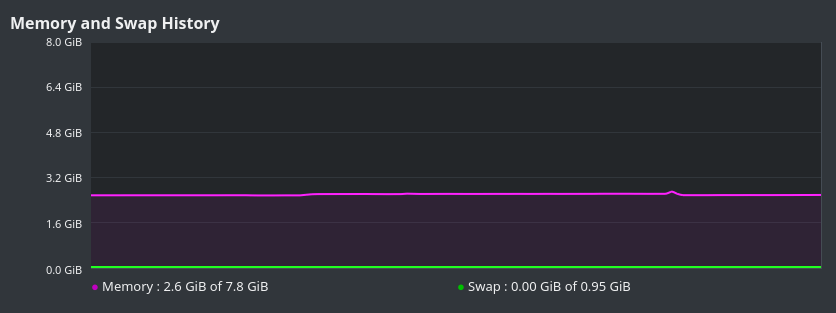 Memory and Swap History
8.0 GiB
6.4 GiB
4.8 GiB
3.2 GiB
1.6 GiB
0.0 GiB
Memory : 2.6 GiB of 7.8 GiB
Swap : 0.00 GiB of 0.95 GiB